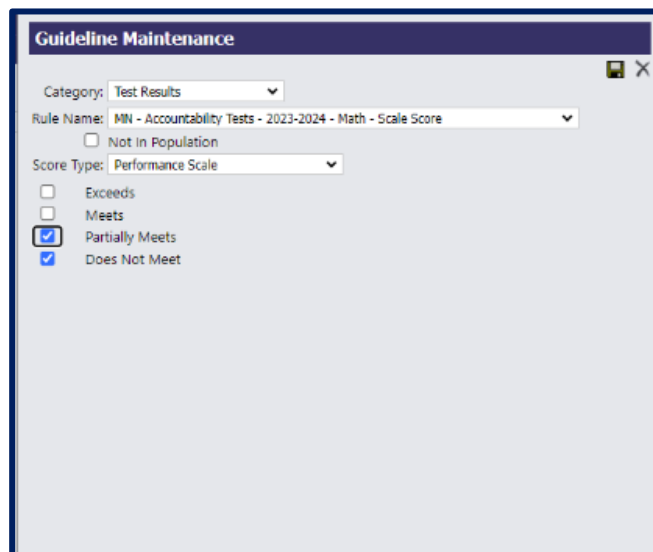 Guideline Maintenance
Category: Test Results
Rule Name: MN - Accountability Tests - 2023-2024 - Math - Scale Score
Not In Population
Score Type: Performance Scale
Exceeds
Meets
Partially Meets
Does Not Meet